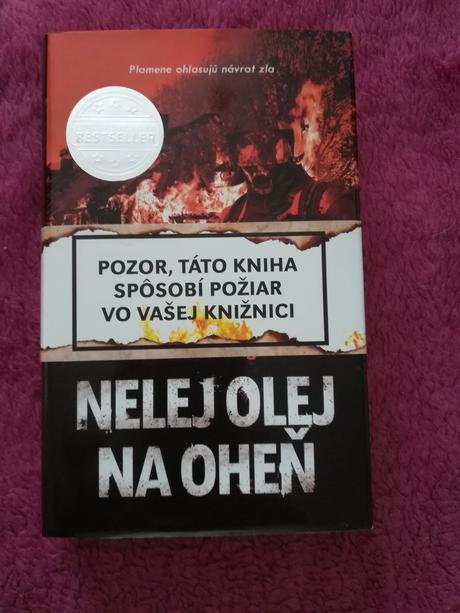 Plamene ohlasujú návrat zla
BESTSELLER
POZOR, TÁTO KNIHA
SPÔSOBÍ POŽIAR
VO VAŠEJ KNIŽNICI
NELEJ OLEJ
NA OHEŇ